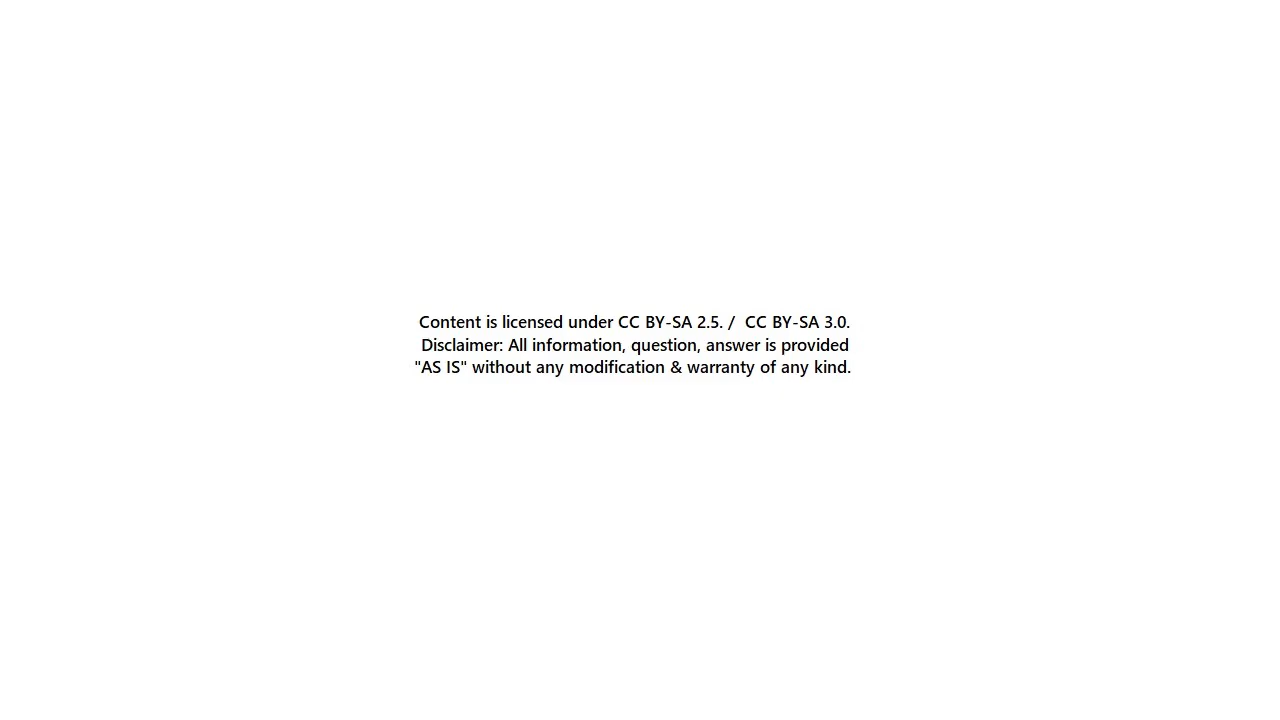 Content is licensed under CC BY-SA 2.5. /  CC BY-SA 3.0.
Disclaimer: All information, question, answer is provided
"AS IS" without any modification & warranty of any kind.